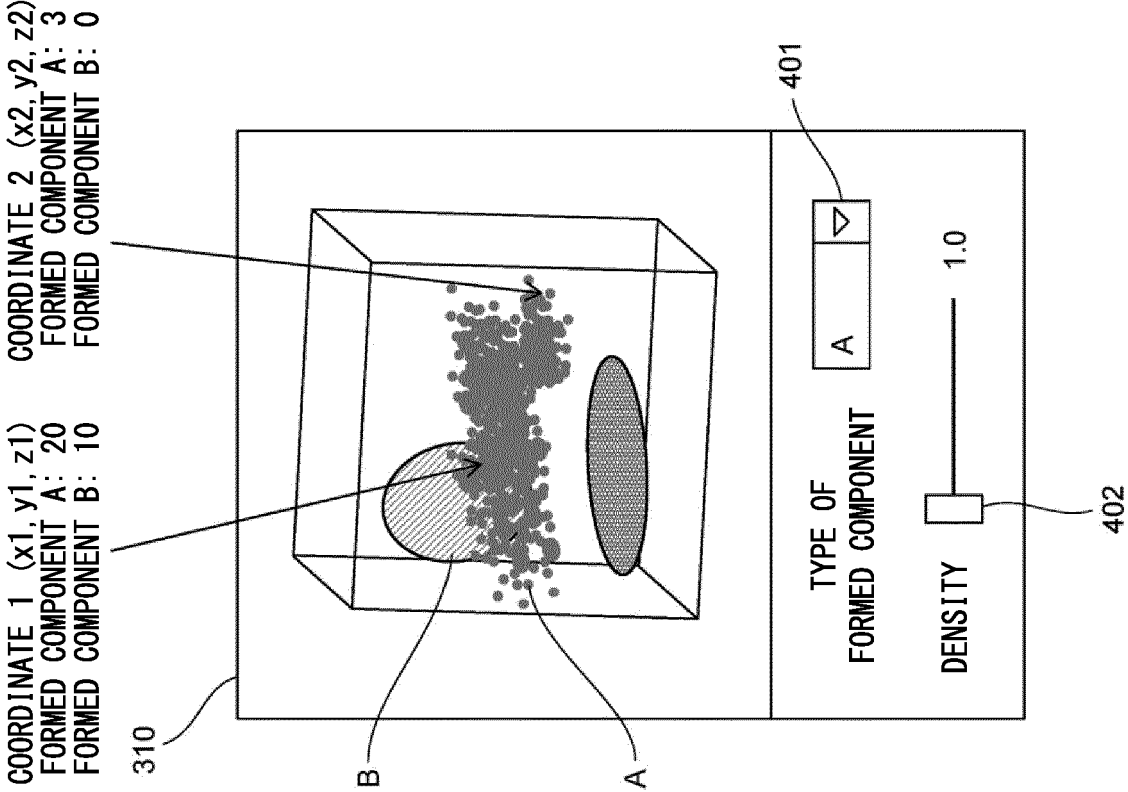 COORDINATE 1 (x1,y1,z1)
FORMED COMPONENT A: 20
FORMED COMPONENT B: 10
COORDINATE 2 (x2,y2,z2)
FORMED COMPONENT A: 3
FORMED COMPONENT B: 0
310
B
A
TYPE OF
FORMED COMPONENT
A
401
DENSITY
1.0
402